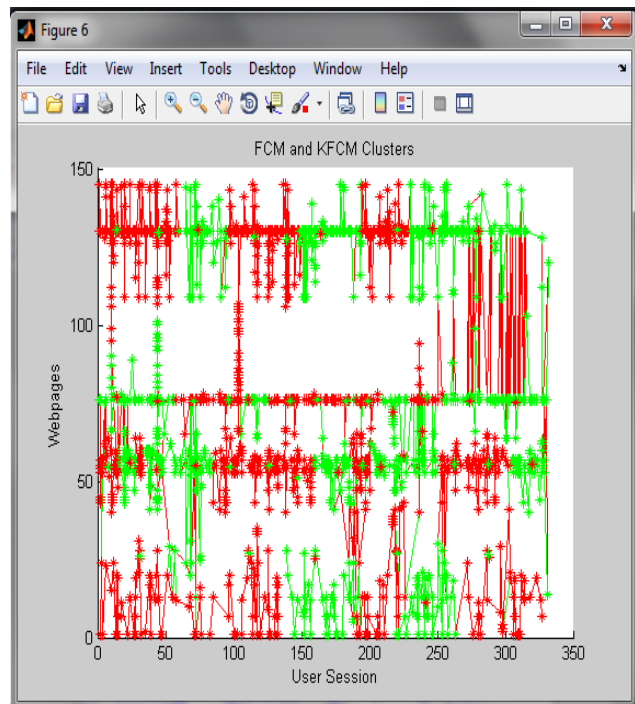 Figure 6
File Edit View Insert Tools Desktop Window Help
FCM and KFCM Clusters
150
100
50
0
Webpages
0 50 100 150 200 250 300 350
User Session